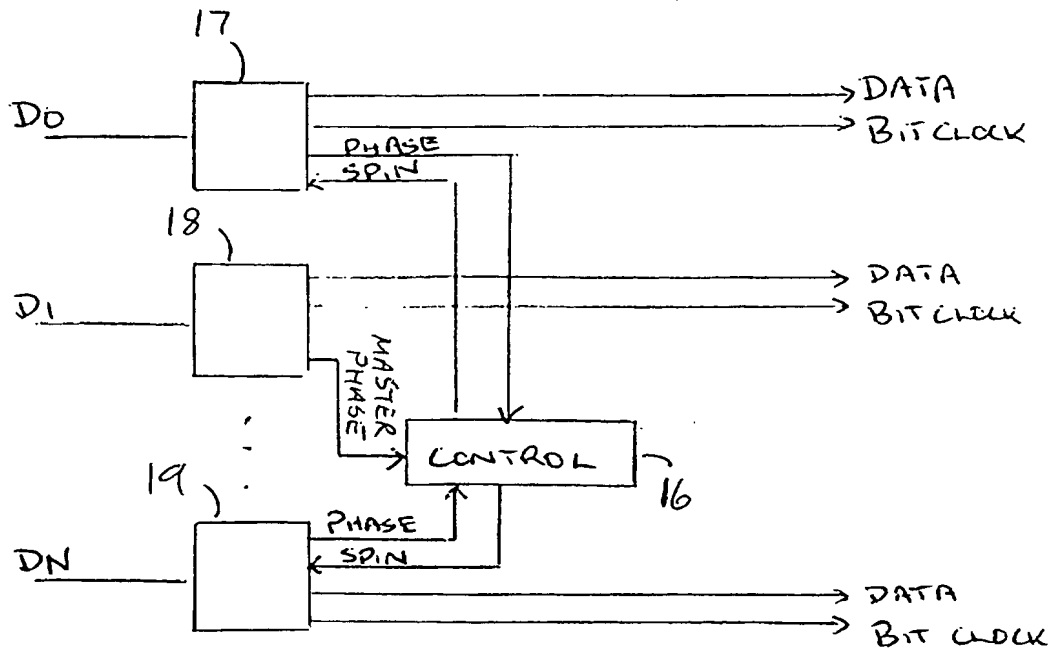 17
D0
DATA
BIT CLOCK
PHASE
SPIN
18
D1
DATA
BIT CLOCK
MASTER
PHASE
CONTROL
16
19
DN
PHASE
SPIN
DATA
BIT CLOCK